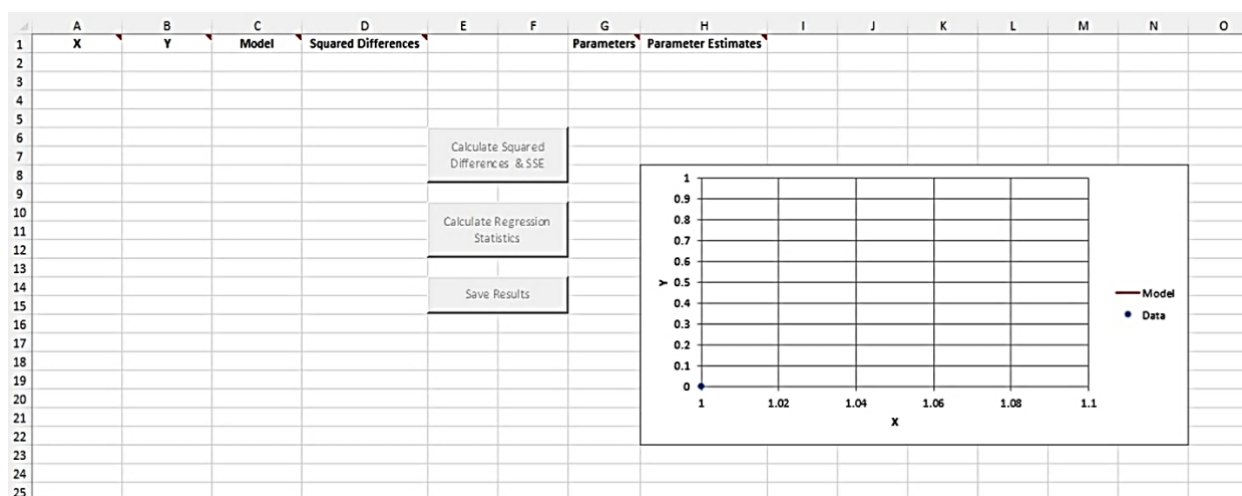 A B C D E F G H I J K L M N O
1 X Y Model Squared Differences Parameters Parameter Estimates
2
3
4
5
6
7
8
9
10
11
12
13
14
15
16
17
18
19
20
21
22
23
24
25
Calculate Squared
Differences & SSE
Calculate Regression
Statistics
Save Results
1
0.9
0.8
0.7
0.6
0.5
0.4
0.3
0.2
0.1
0
Y
1 1.02 1.04 1.06 1.08 1.1
X
Model
Data